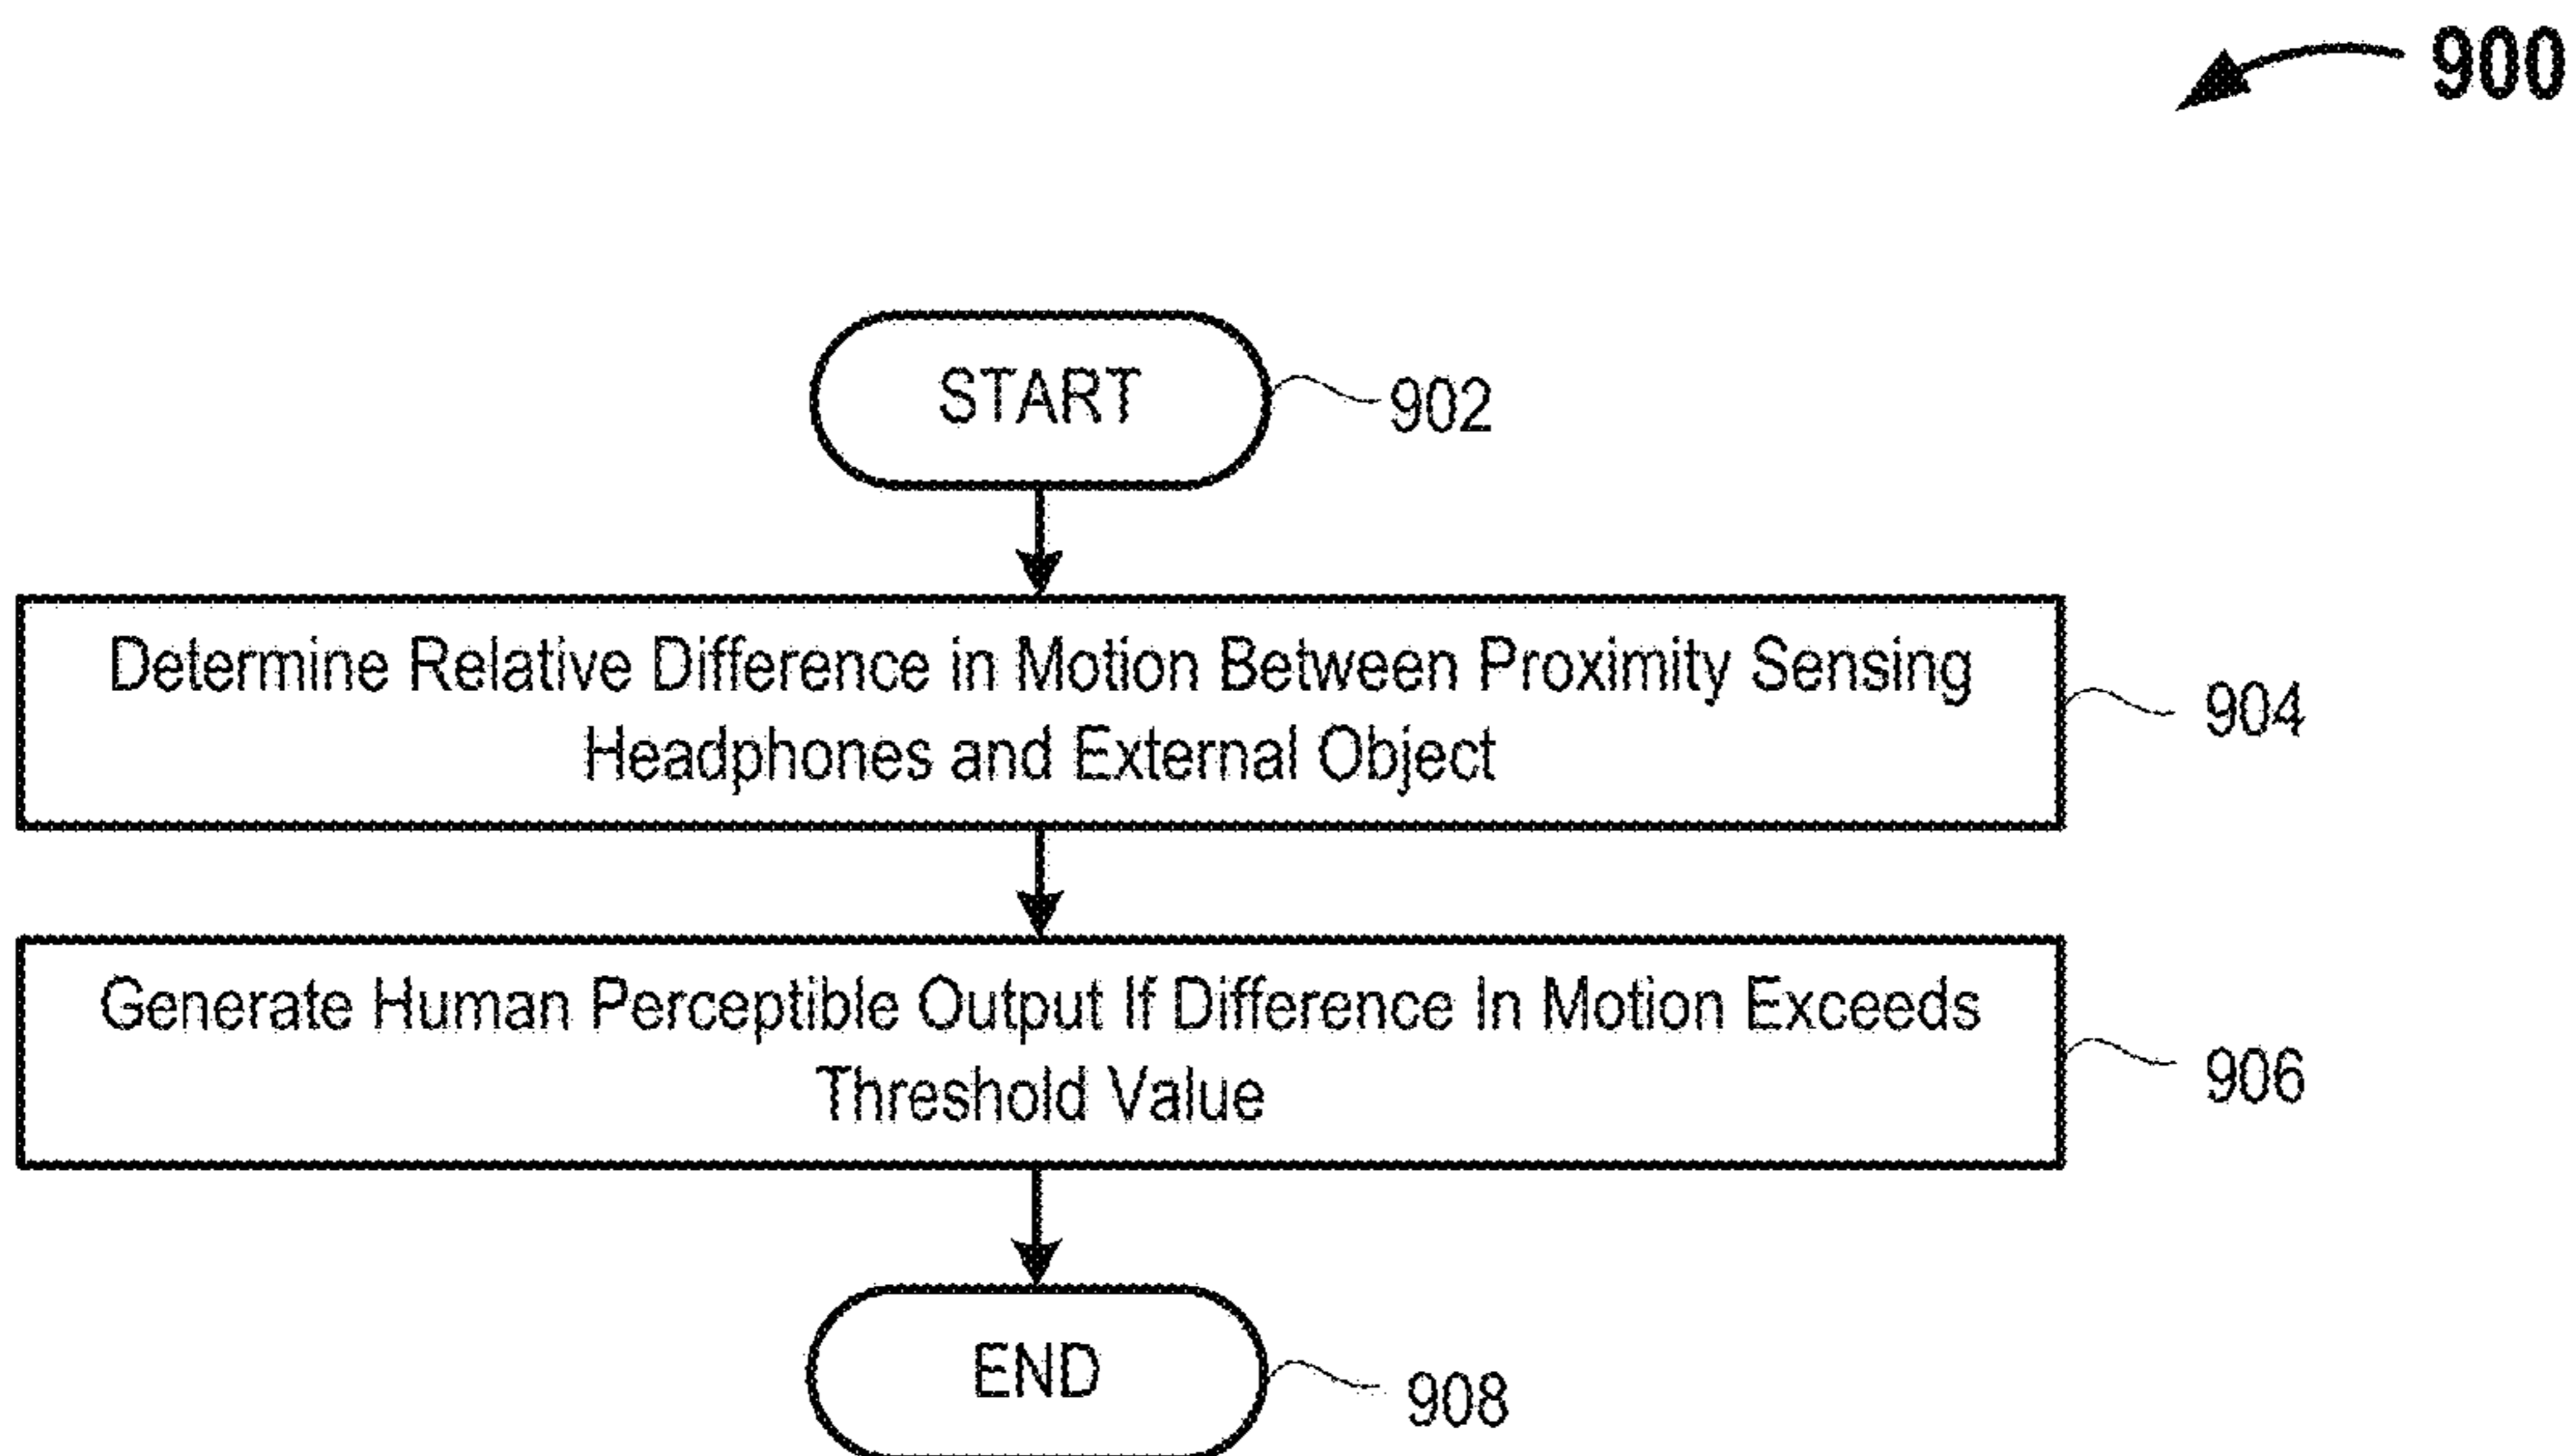 900
START
902
Determine Relative Difference in Motion Between Proximity Sensing
Headphones and External Object
904
Generate Human Perceptible Output If Difference In Motion Exceeds
Threshold Value
906
END
908